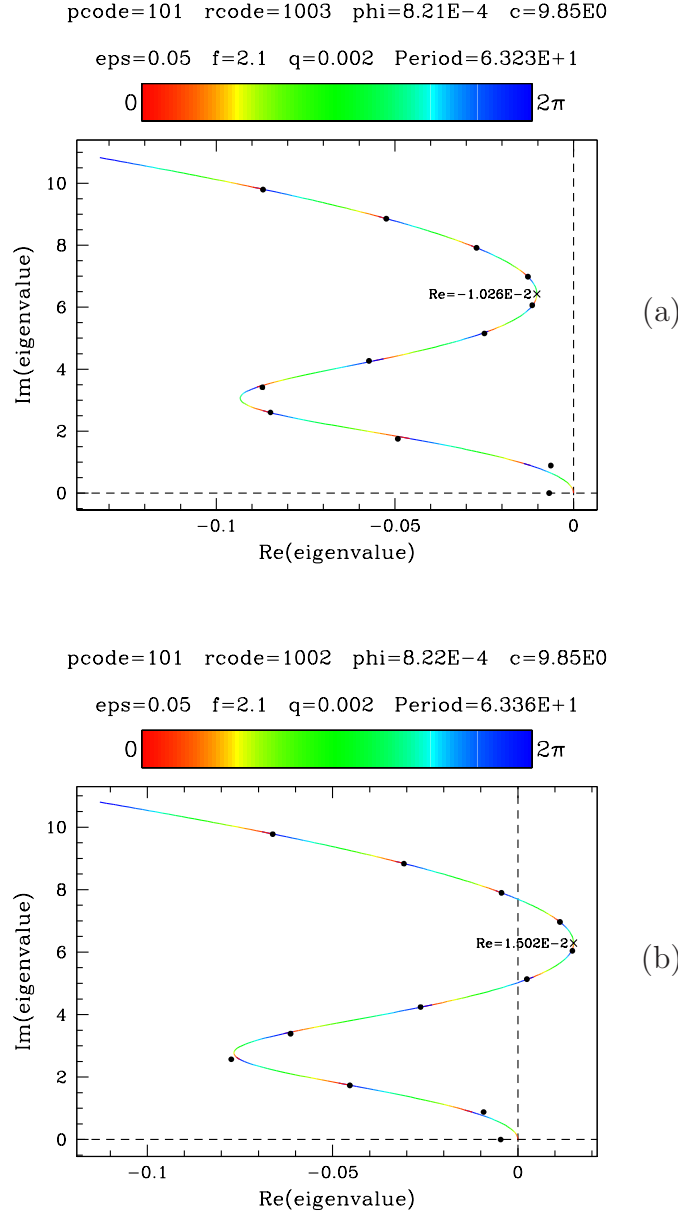 pcode=101 rcode=1003 phi=8.21E-4 c=9.85E0
eps=0.05 f=2.1 q=0.002 Period=6.323E+1
0 2π
10
8
Re=-1.026E-2
6
(a)
4
2
0
Im(eigenvalue)
-0.1 -0.05 0
Re(eigenvalue)
pcode=101 rcode=1002 phi=8.22E-4 c=9.85E0
eps=0.05 f=2.1 q=0.002 Period=6.336E+1
0 2π
10
8
Re=1.502E-2
6
(b)
4
2
0
Im(eigenvalue)
-0.1 -0.05 0
Re(eigenvalue)